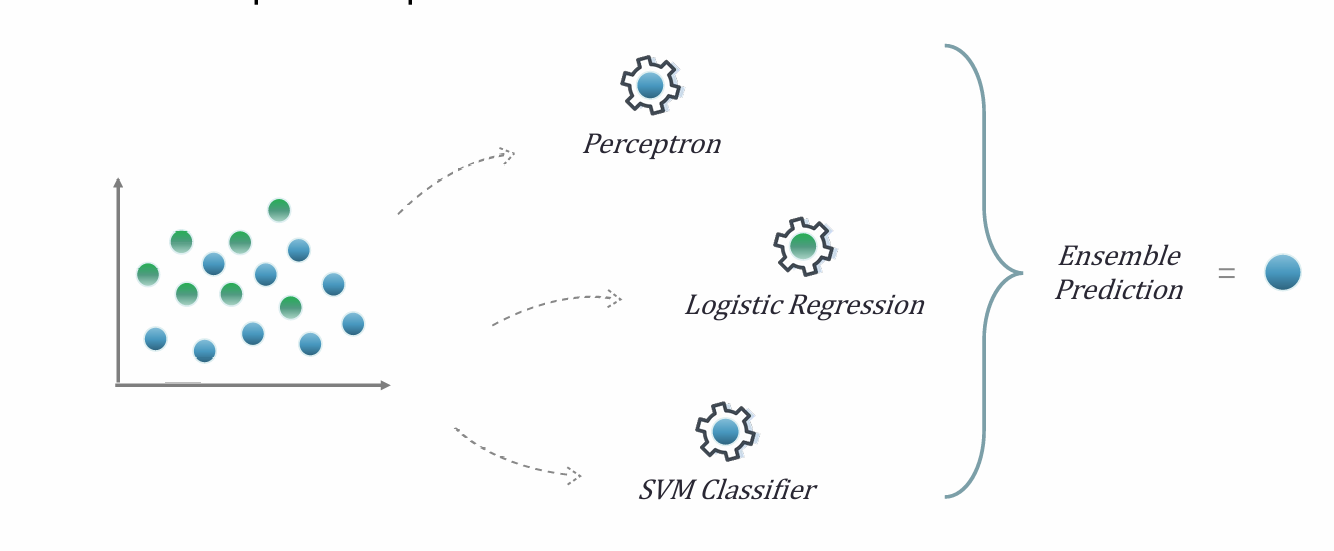 Perceptron
Logistic Regression
SVM Classifier
Ensemble
Prediction
=